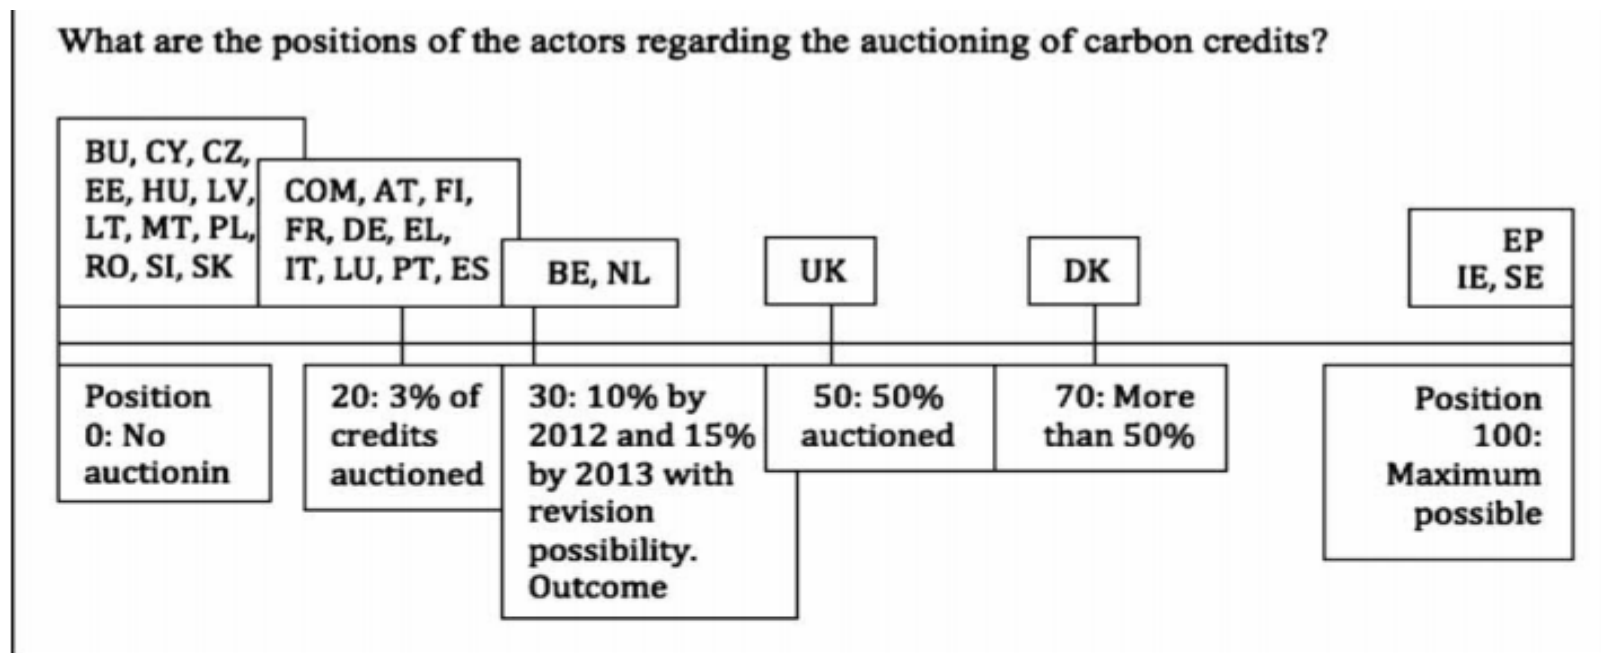 What are the positions of the actors regarding the auctioning of carbon credits?
BU, CY, CZ,
EE, HU, LV,
LT, MT, PL,
RO, SI, SK
COM, AT, FI,
FR, DE, EL,
IT, LU, PT, ES
BE, NL
UK
DK
EP
IE, SE
Position
0: No
auctionin
20: 3% of
credits
auctioned
30: 10% by
2012 and 15%
by 2013 with
revision
possibility.
Outcome
50: 50%
auctioned
70: More
than 50%
Position
100:
Maximum
possible